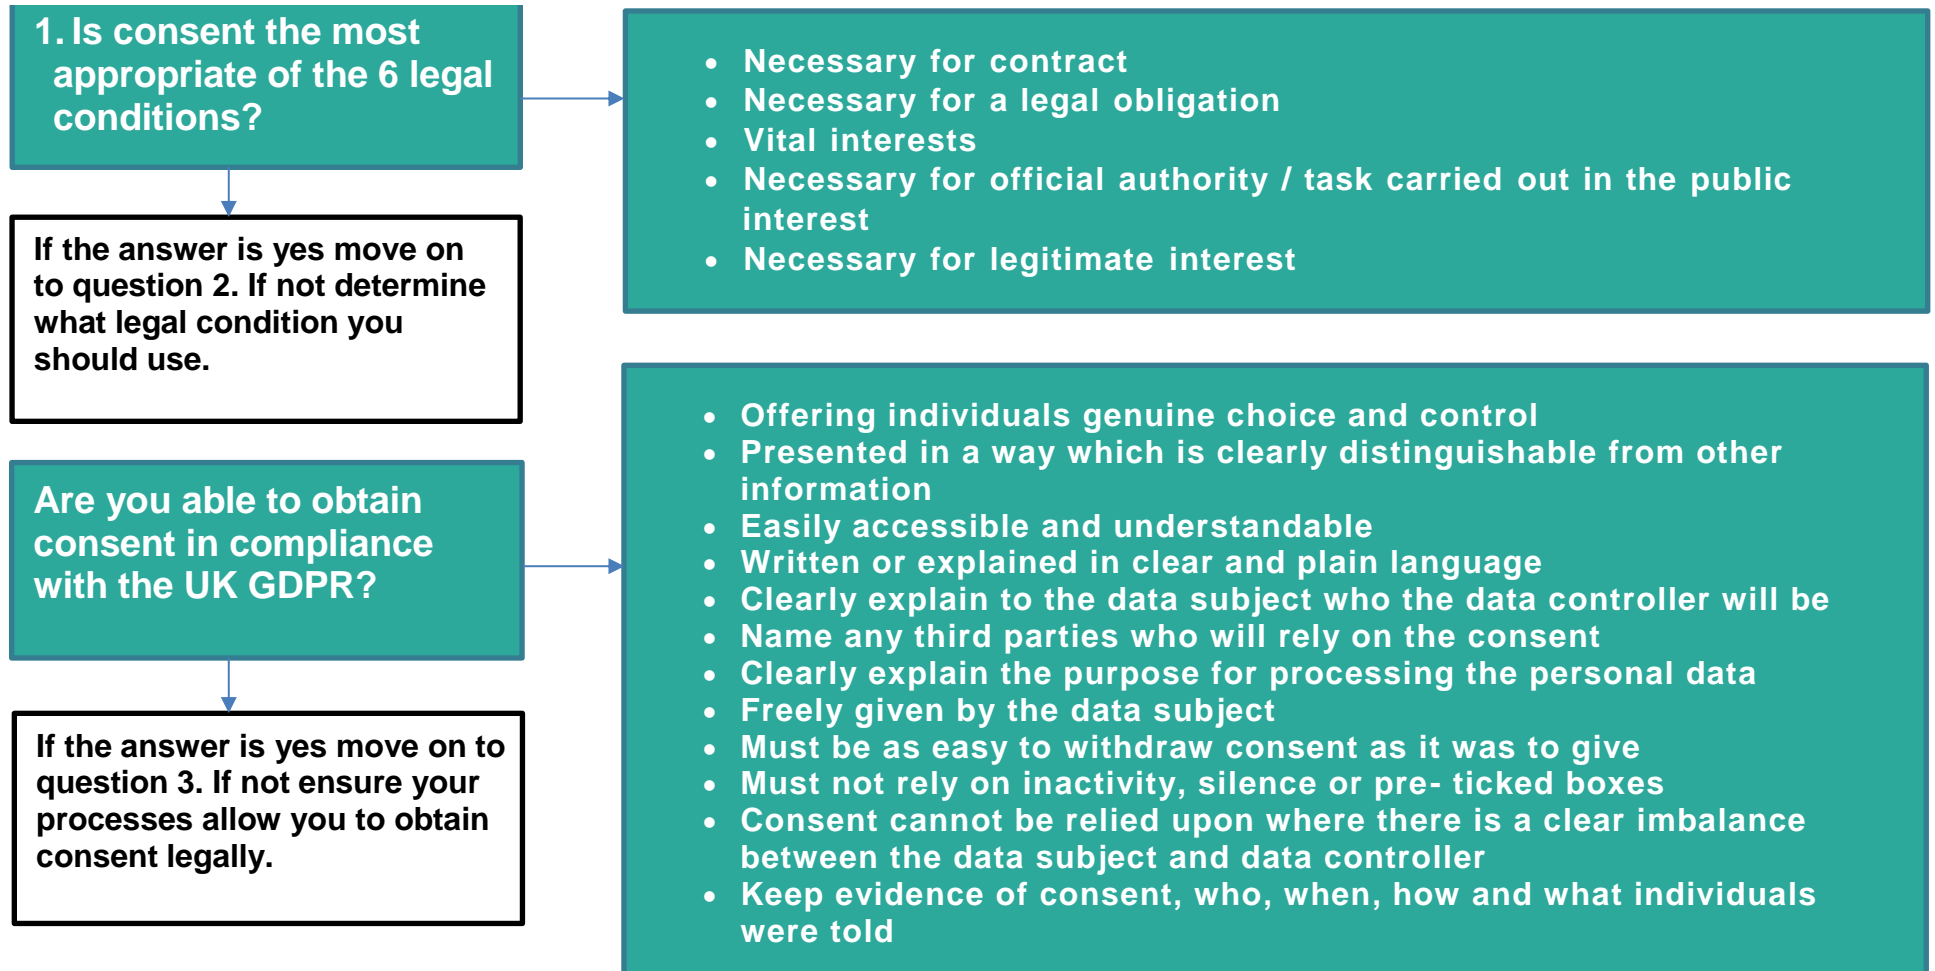 1. Is consent the most
appropriate of the 6 legal
conditions?
• Necessary for contract
• Necessary for a legal obligation
• Vital interests
• Necessary for official authority / task carried out in the public
interest
• Necessary for legitimate interest
If the answer is yes move on
to question 2. If not determine
what legal condition you
should use.
Are you able to obtain
consent in compliance
with the UK GDPR?
• Offering individuals genuine choice and control
• Presented in a way which is clearly distinguishable from other
information
• Easily accessible and understandable
• Written or explained in clear and plain language
• Clearly explain to the data subject who the data controller will be
• Name any third parties who will rely on the consent
• Clearly explain the purpose for processing the personal data
• Freely given by the data subject
• Must be as easy to withdraw consent as it was to give
• Must not rely on inactivity, silence or pre- ticked boxes
• Consent cannot be relied upon where there is a clear imbalance
between the data subject and data controller
• Keep evidence of consent, who, when, how and what individuals
were told
If the answer is yes move on to
question 3. If not ensure your
processes allow you to obtain
consent legally.